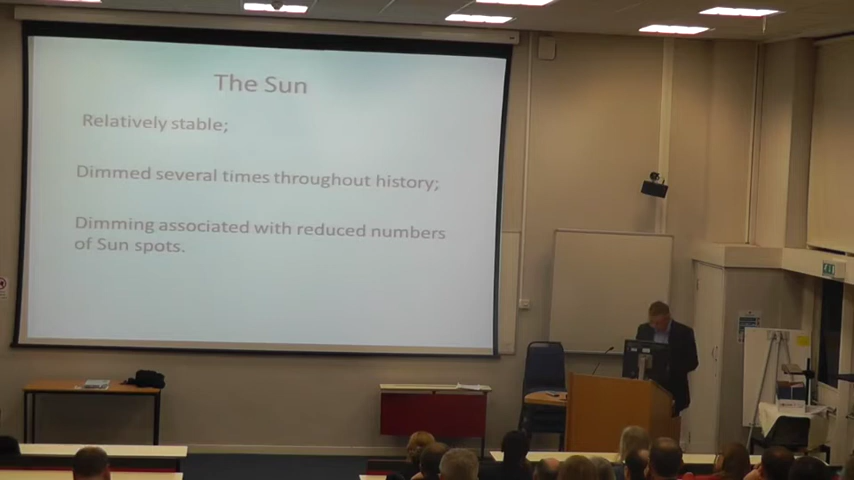 The Sun
Relatively stable;
Dimmed several times throughout history;
Dimming associated with reduced numbers
of Sun spots.